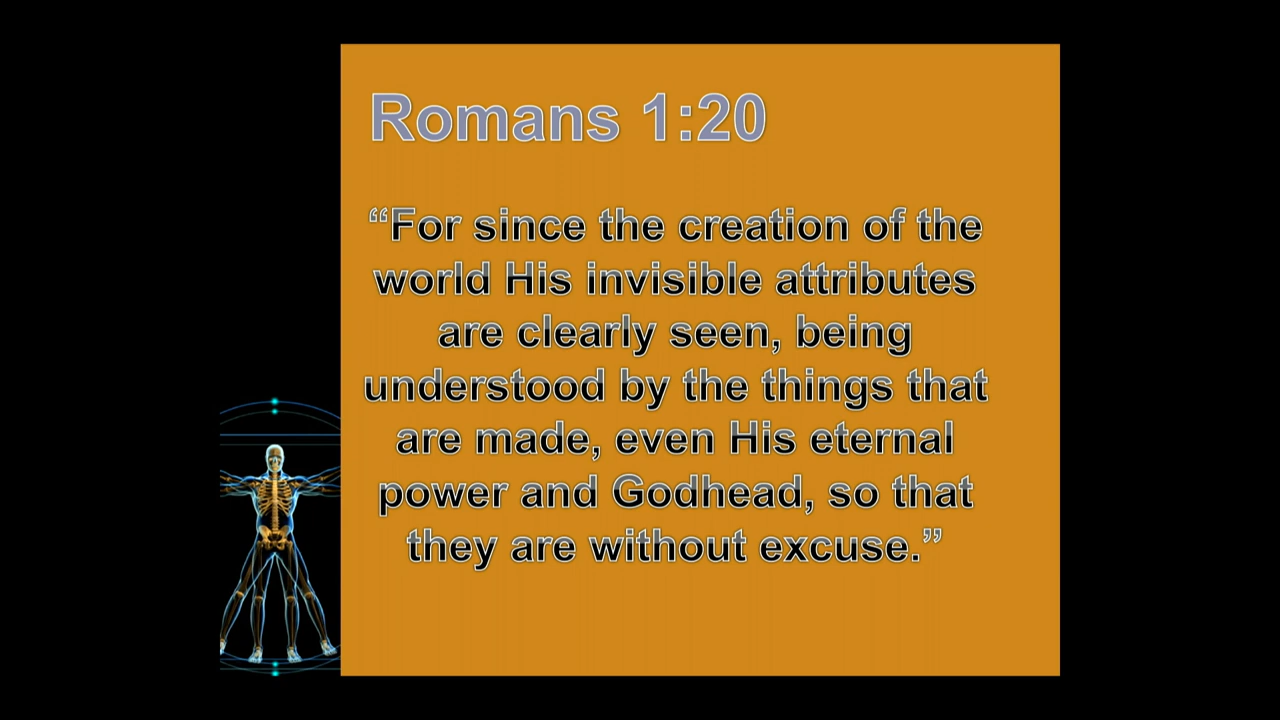 Romans 1:20
“For since the creation of the
world His invisible attributes
are clearly seen, being
understood by the things that
are made, even His eternal
power and Godhead, so that
they are without excuse.”